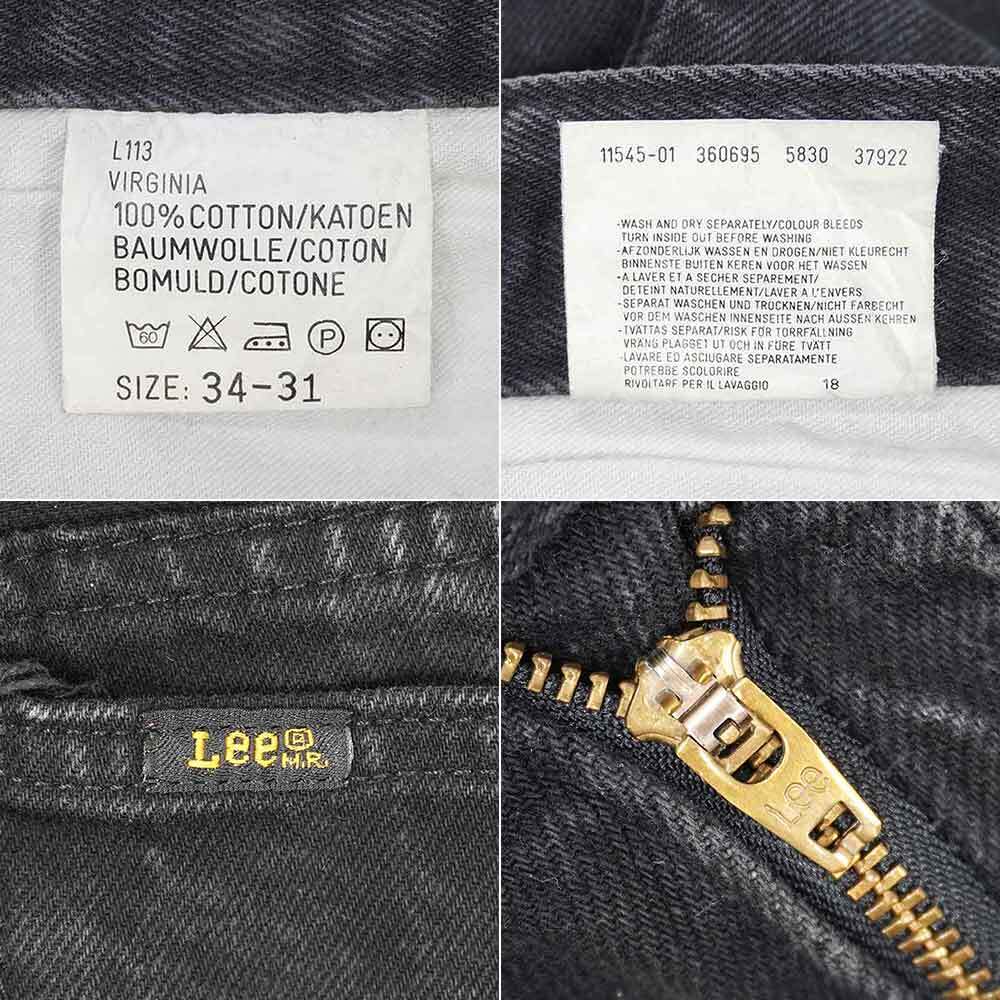 L113
VIRGINIA
100% COTTON/KATOEN
BAUMWOLLE/COTON
BOMULD/COTONE
60 P
SIZE: 34-31
11545-01 360695 5830 37922
-WASH AND DRY SEPARATELY/COLOUR BLEEDS
TURN INSIDE OUT BEFORE WASHING
-AFZONDERLIJK WASSEN EN DROGEN/NIET KLEURECHT
BINNENSTE BUITEN KEREN VOOR HET WASSEN
-A LAVER ET A SECHER SEPAREMENT/
DETEINT NATURELLEMENT/LAVER A L'ENVERS
-SEPARAT WASCHEN UND TROCKNEN/NICHT FARBECHT
VOR DEM WASCHEN INNENSEITE NACH AUSSEN KEHREN
-TVÄTTAS SEPARAT/RISK FÖR TORRFÄLLNING
VRÄNG PLAGGET UT OCH IN FÖRE TVÄTT
-LAVARE ED ASCIUGARE SEPARATAMENTE
POTREBBE SCOLORIRE
RIVOLTARE PER IL LAVAGGIO 18
Lee ®
M.R.
Lee